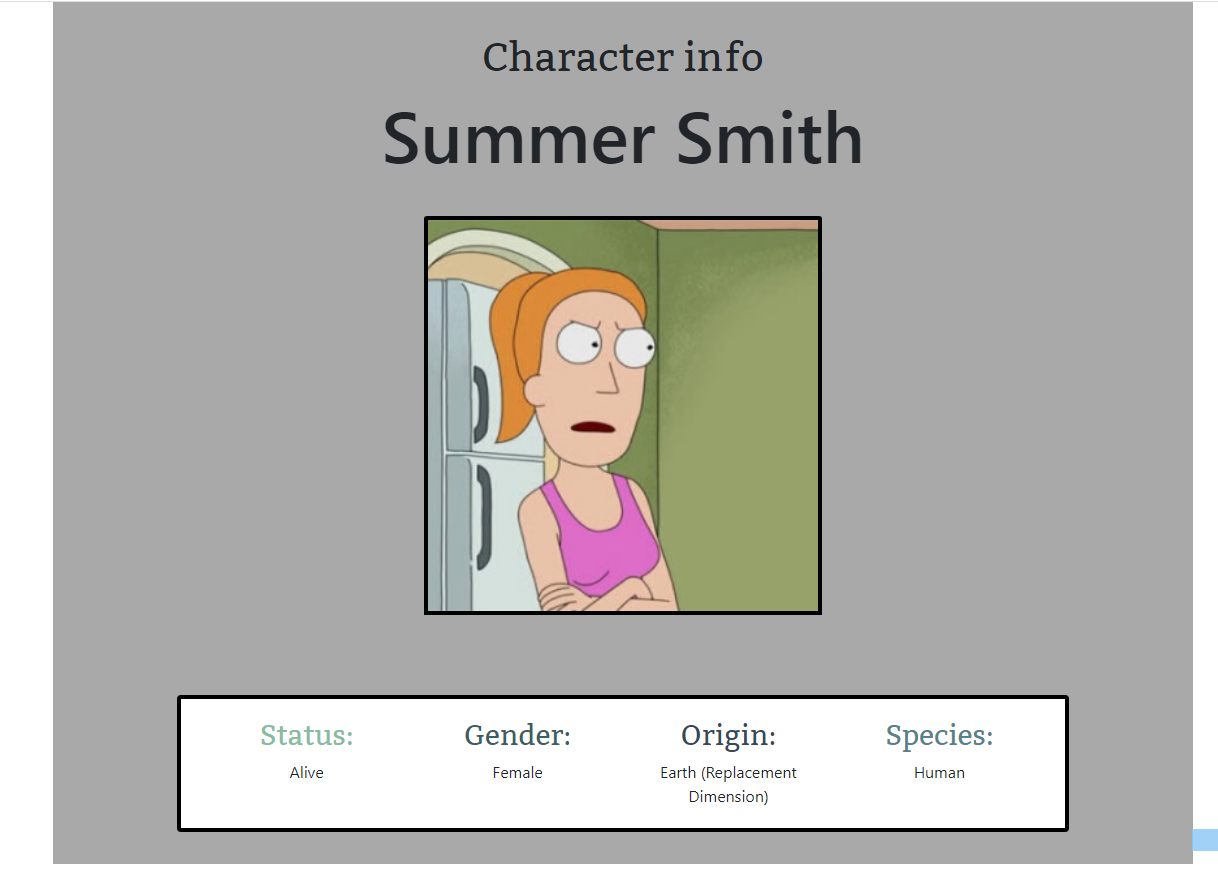 Character info
Summer Smith
Status:
Alive
Gender:
Female
Origin:
Earth (Replacement
Dimension)
Species:
Human